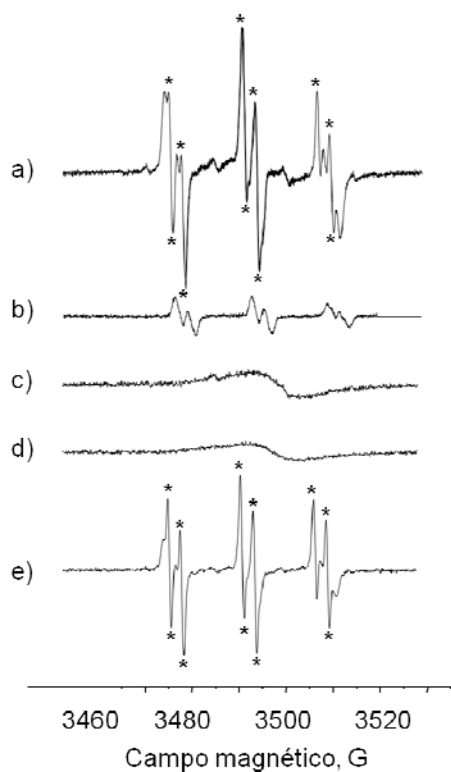 * * * * * *
a)
* * * * *
b)
c)
d)
* * * * * *
e)
* * * * *
3460 3480 3500 3520
Campo magnético, G